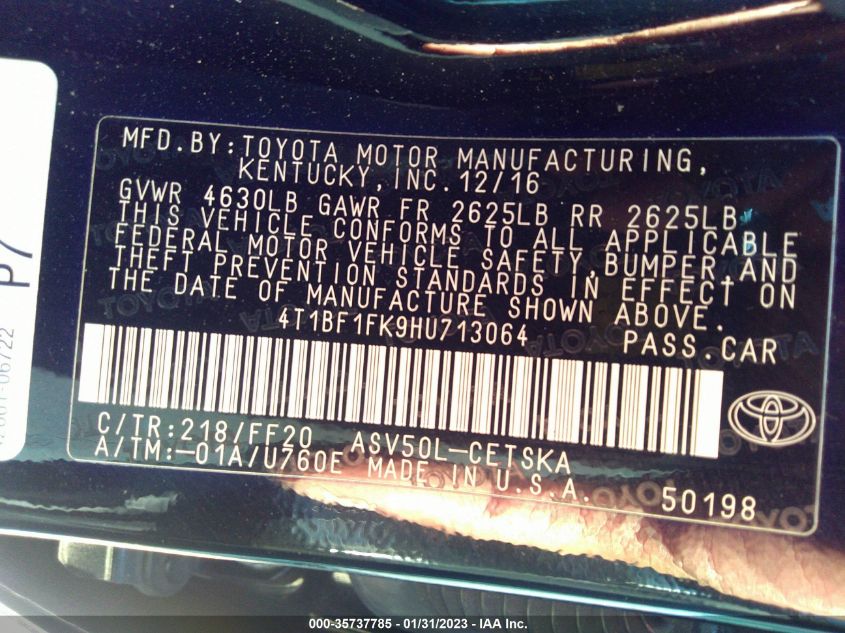 MFD.BY:TOYOTA MOTOR MANUFACTURING,
KENTUCKY,INC.12/16
GVWR 4630LB GAWR FR 2625LB RR 2625LB
THIS VEHICLE CONFORMS TO ALL APPLICABLE
FEDERAL MOTOR VEHICLE SAFETY,BUMPER,AND
THEFT PREVENTION STANDARDS IN EFFECT ON
THE DATE OF MANUFACTURE SHOWN ABOVE.
4T1BF1FK9HU713064 PASS.CAR
C/TR:218/FF20 ASV50L-CETSKA
A/TM:-01A/U760E MADE IN U.S.A. 50198
P7
000-35737785 - 01/31/2023 - IAA Inc.